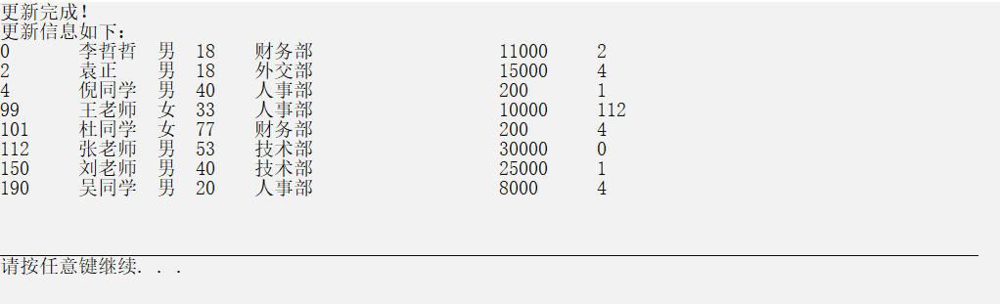 更新完成!
更新信息如下:
0 李哲哲 男 18 财务部 11000 2
2 袁正 男 18 外交部 15000 4
4 倪同学 男 40 人事部 200 1
99 王老师 女 33 人事部 10000 112
101 杜同学 女 77 财务部 200 4
112 张老师 男 53 技术部 30000 0
150 刘老师 男 40 技术部 25000 1
190 吴同学 男 20 人事部 8000 4
请按任意键继续. . .